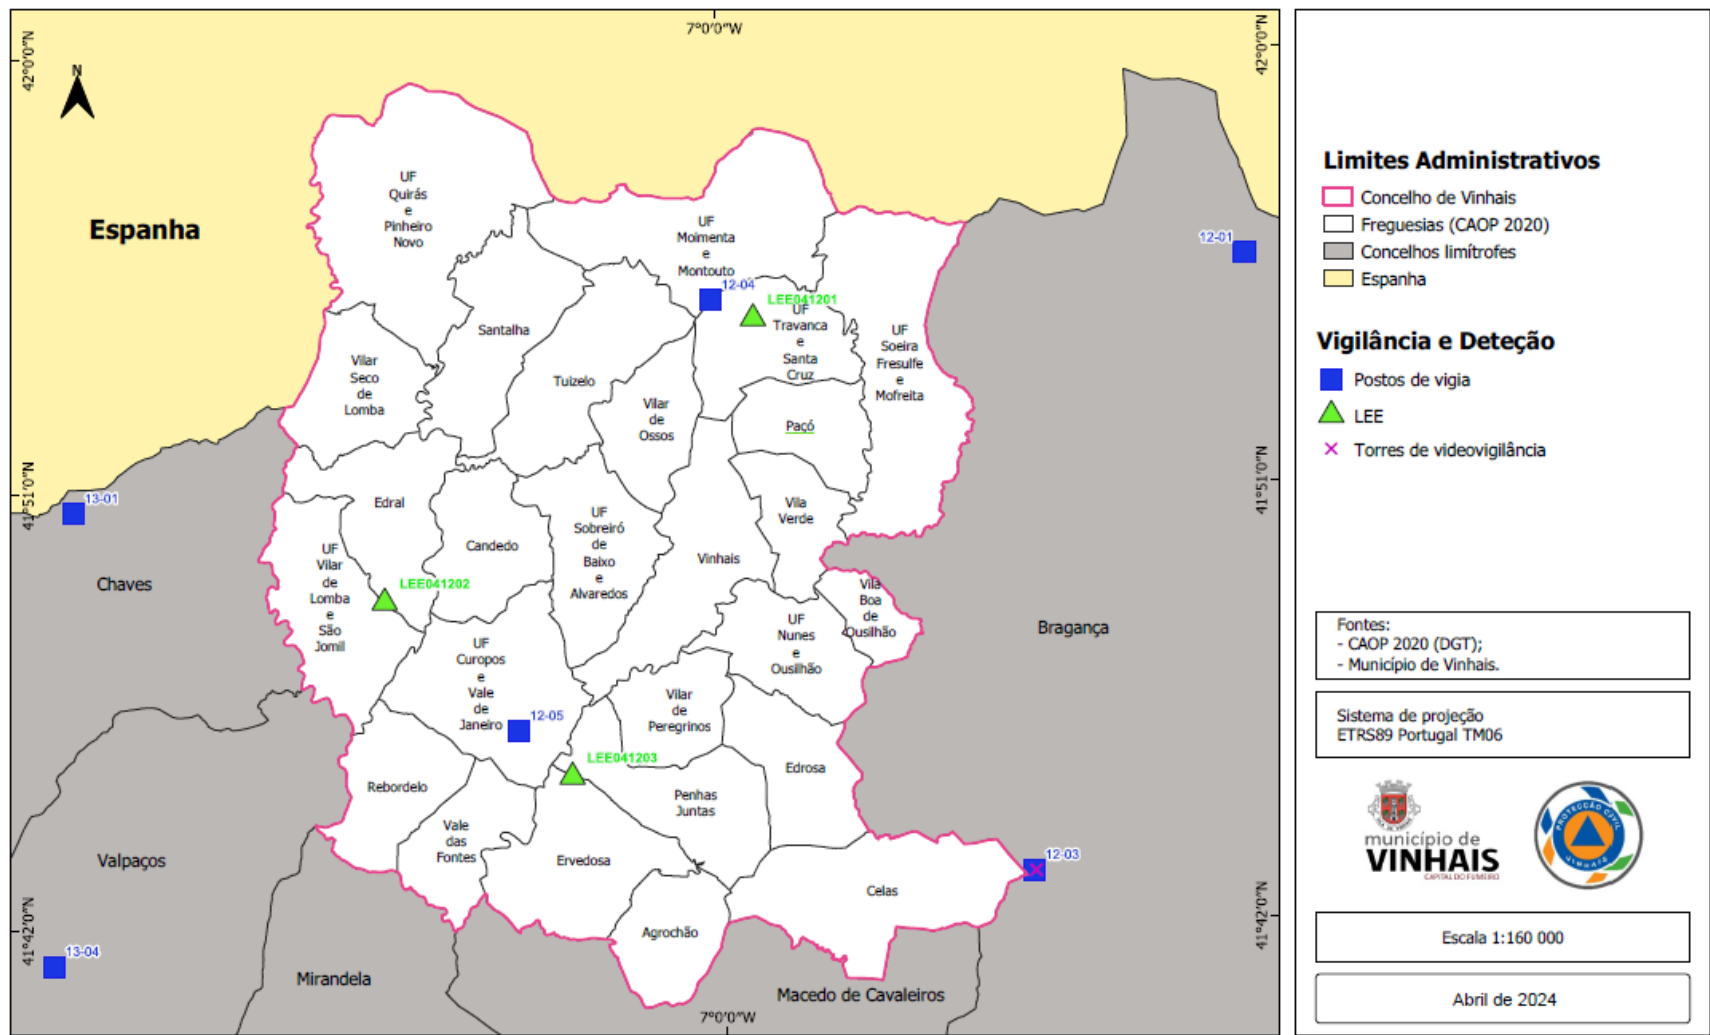 7°0'0"W
42°0'0"N
42°0'0"N
N
Espanha
UF
Quirás
e
Pinheiro
Novo
UF
Moimenta
e
Montouto
12-01
12-04
LEE041201
UF
Travanca
e
Santa
Cruz
UF
Soeira
Fresulfe
e
Mofreita
Santalha
Vilar
Seco
de
Lomba
Tuizelo
Vilar
de
Ossos
Paçó
41°51'0"N
41°51'0"N
13-01
Edral
Vila
Verde
UF
Sobreiró
de
Baixo
e
Alvaredos
Candedo
Vinhais
UF
Vilar
de
Lomba
e
São
Jomil
Chaves
LEE041202
Vila
Boa
de
Ousilhão
Bragança
UF
Nunes
e
Ousilhão
UF
Curopos
e
Vale
de
Janeiro
12-05
Vilar
de
Peregrinos
LEE041203
Rebordelo
Edrosa
Penhas
Juntas
Vale
das
Fontes
Ervedosa
Valpaços
12-03
Celas
Agrochão
41°42'0"N
41°42'0"N
13-04
Mirandela
Macedo de Cavaleiros
7°0'0"W
Limites Administrativos
Concelho de Vinhais
Freguesias (CAOP 2020)
Concelhos limítrofes
Espanha
Vigilância e Deteção
Postos de vigia
LEE
Torres de videovigilância
Fontes:
- CAOP 2020 (DGT);
- Município de Vinhais.
Sistema de projeção
ETRS89 Portugal TM06
município de
VINHAIS
CAPITAL DO FUMEIRO
PROTECÇÃO CIVIL
VINHAIS
Escala 1:160 000
Abril de 2024